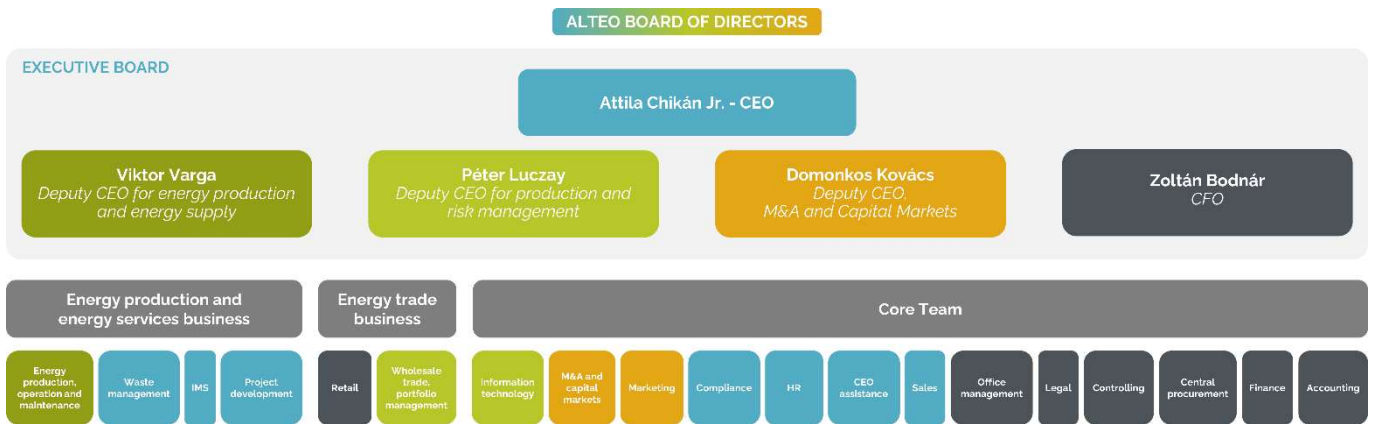 ALTEO BOARD OF DIRECTORS
EXECUTIVE BOARD
Attila Chikán Jr. - CEO
Viktor Varga
Deputy CEO for energy production
and energy supply
Péter Luczay
Deputy CEO for production and
risk management
Domonkos Kovács
Deputy CEO,
M&A and Capital Markets
Zoltán Bodnár
CFO
Energy production and
energy services business
Energy trade
business
Core Team
Energy
production,
operation and
maintenance
Waste
management
IMS
Project
development
Retail
Wholesale
trade,
portfolio
management
Information
technology
M&A and
capital
markets
Marketing
Compliance
HR
CEO
assistance
Sales
Office
management
Legal
Controlling
Central
procurement
Finance
Accounting